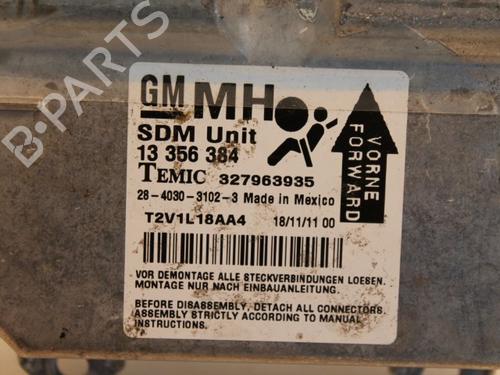 B-PARTS
GM MH
SDM Unit
13 356 384
TEMIC 327963935
28-4030-3102-3 Made in Mexico
T2V1L18AA4 18/11/11 00
VORNE
FORWARD
VOR DEMONTAGE ALLE STECKVERBINDUNGEN LOESEN.
MONTAGE NUR NACH EINBAUANLEITUNG.
BEFORE DISASSEMBLY, DETACH ALL CONNECTORS.
ASSEMBLY STRICTLY ACCORDING TO MANUAL
INSTRUCTIONS.